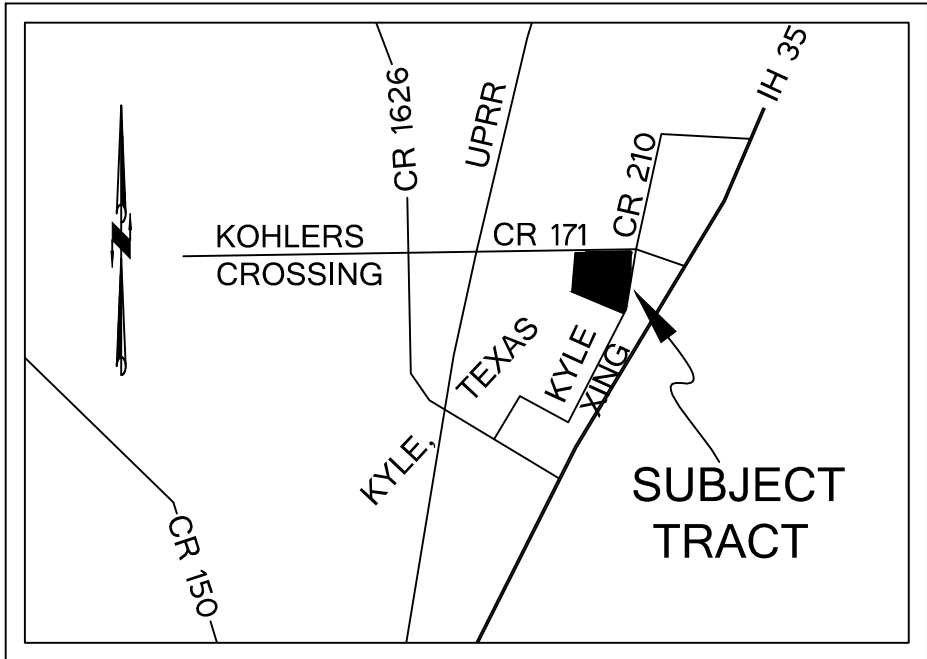 IH 35
CR 1626
UPRR
CR 210
KOHLERS
CROSSING
CR 171
TEXAS
KYLE
XING
KYLE,
SUBJECT
TRACT
CR 150